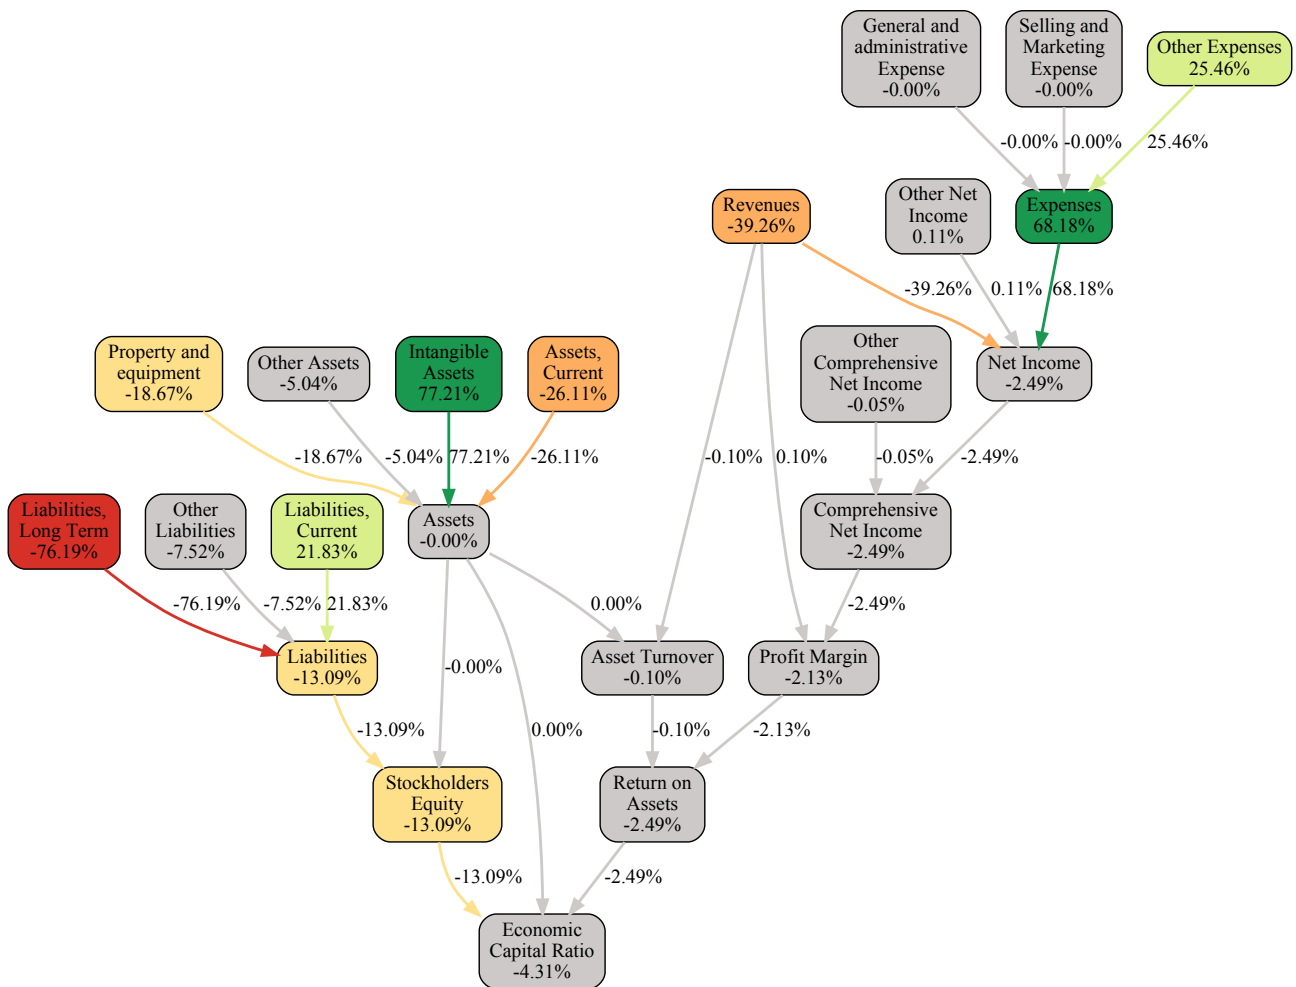 General and
administrative
Expense
-0.00%
Selling and
Marketing
Expense
-0.00%
Other Expenses
25.46%
-0.00%
-0.00%
25.46%
Revenues
-39.26%
Other Net
Income
0.11%
Expenses
68.18%
-39.26%
0.11%
68.18%
Property and
equipment
-18.67%
Other Assets
-5.04%
Intangible
Assets
77.21%
Assets,
Current
-26.11%
Other
Comprehensive
Net Income
-0.05%
Net Income
-2.49%
-18.67%
-5.04%
77.21%
-26.11%
-0.10%
0.10%
-0.05%
-2.49%
Liabilities,
Long Term
-76.19%
Other
Liabilities
-7.52%
Liabilities,
Current
21.83%
Assets
-0.00%
Comprehensive
Net Income
-2.49%
-76.19%
-7.52%
21.83%
0.00%
-2.49%
Liabilities
-13.09%
-0.00%
Asset Turnover
-0.10%
Profit Margin
-2.13%
-13.09%
0.00%
-0.10%
-2.13%
Stockholders
Equity
-13.09%
Return on
Assets
-2.49%
-13.09%
-2.49%
Economic
Capital Ratio
-4.31%